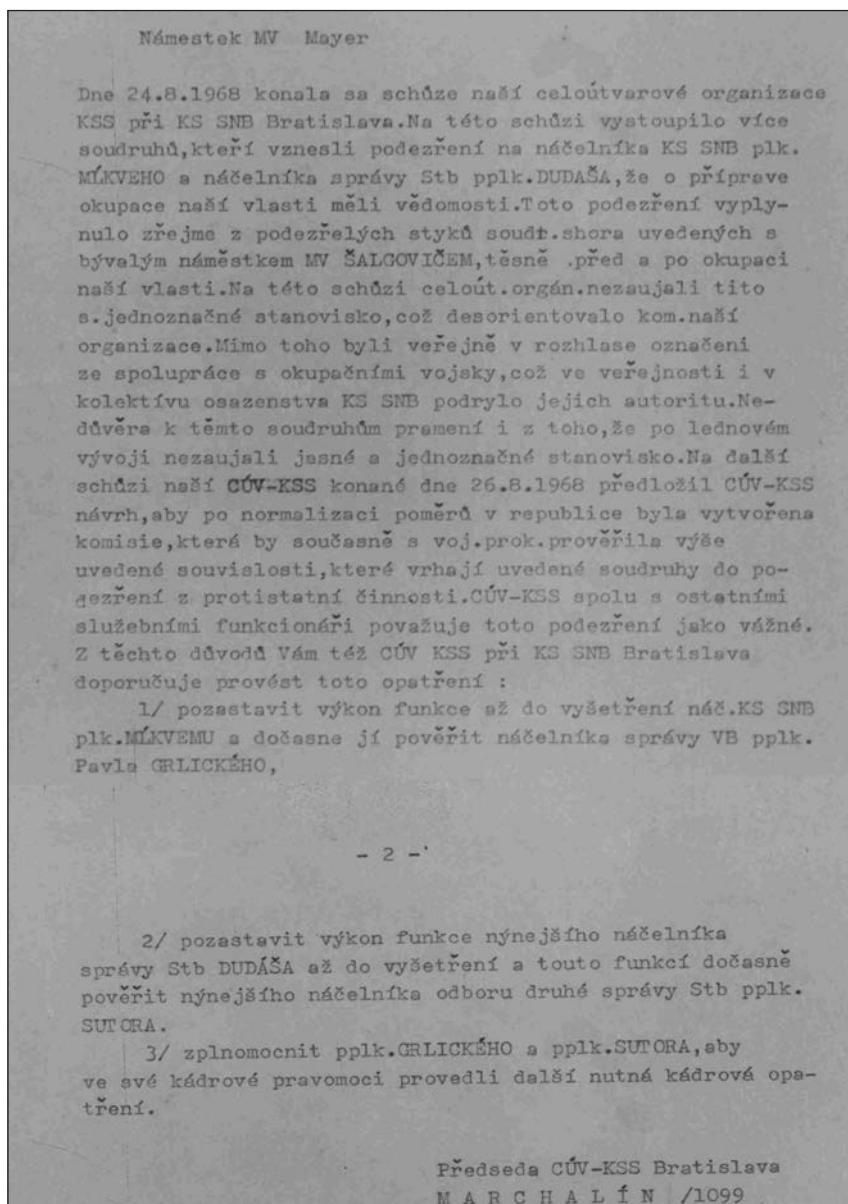 Námestek MV Mayer
Dne 24.8.1968 konala sa schůze naší celoútvarové organizace
KSS při KS SNB Bratislava.Na této schůzi vystoupilo více
soudruhů,kteří vznesli podezření na náčelníka KS SNB plk.
MĹKVEHO a náčelníka správy Stb pplk.DUDAŠA,že o příprave
okupace naší vlasti měli vědomosti.Toto podezření vyply-
nulo zřejme z podezřelých styků soudr.shora uvedených s
bývalým náměstkem MV ŠALGOVIČEM,těsně .před a po okupaci
naší vlasti.Na této schůzi celoút.orgán.nezaujali tito
s.jednoznačné stanovisko,což desorientovalo kom.naší
organizace.Mimo toho byli veřejně v rozhlase označeni
ze spolupráce s okupačními vojsky,což ve veřejnosti i v
kolektívu osazenstva KS SNB podrylo jejich autoritu.Ne-
důvěra k těmto soudruhům pramení i z toho,že po lednovém
vývoji nezaujali jasné a jednoznačné stanovisko.Na další
schůzi naší CÚV-KSS konané dne 26.8.1968 předložil CÚV-KSS
návrh,aby po normalizaci poměrů v republice byla vytvořena
komisie,která by současně s voj.prok.prověřila výše
uvedené souvislosti,které vrhají uvedené soudruhy do po-
dezření z protistatní činnosti.CÚV-KSS spolu s ostatními
služebními funkcionáři považuje toto podezření jako vážné.
Z těchto důvodů Vám též CÚV KSS při KS SNB Bratislava
doporučuje provést toto opatření :
1/ pozastavit výkon funkce až do vyšetření náč.KS SNB
plk.MĹKVEMU a dočasne jí pověřit náčelníka správy VB pplk.
Pavla GRLICKÉHO,
- 2 -
2/ pozastavit výkon funkce nýnejšího náčelníka
správy Stb DUDÁŠA až do vyšetření a touto funkcí dočasně
pověřit nýnejšího náčelníka odboru druhé správy Stb pplk.
SUTORA.
3/ zplnomocnit pplk.GRLICKÉHO a pplk.SUTORA,aby
ve své kádrové pravomoci provedli další nutná kádrová opa-
tření.
Předseda CÚV-KSS Bratislava
M A R C H A L Í N /1099